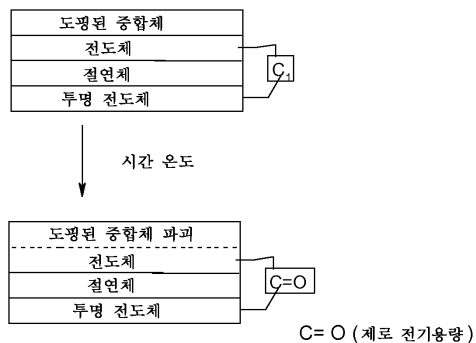 도핑된 중합체
전도체
절연체
투명 전도체
C1
시간 온도
도핑된 중합체 파괴
전도체
절연체
투명 전도체
C=O
C= O (제로 전기용량)